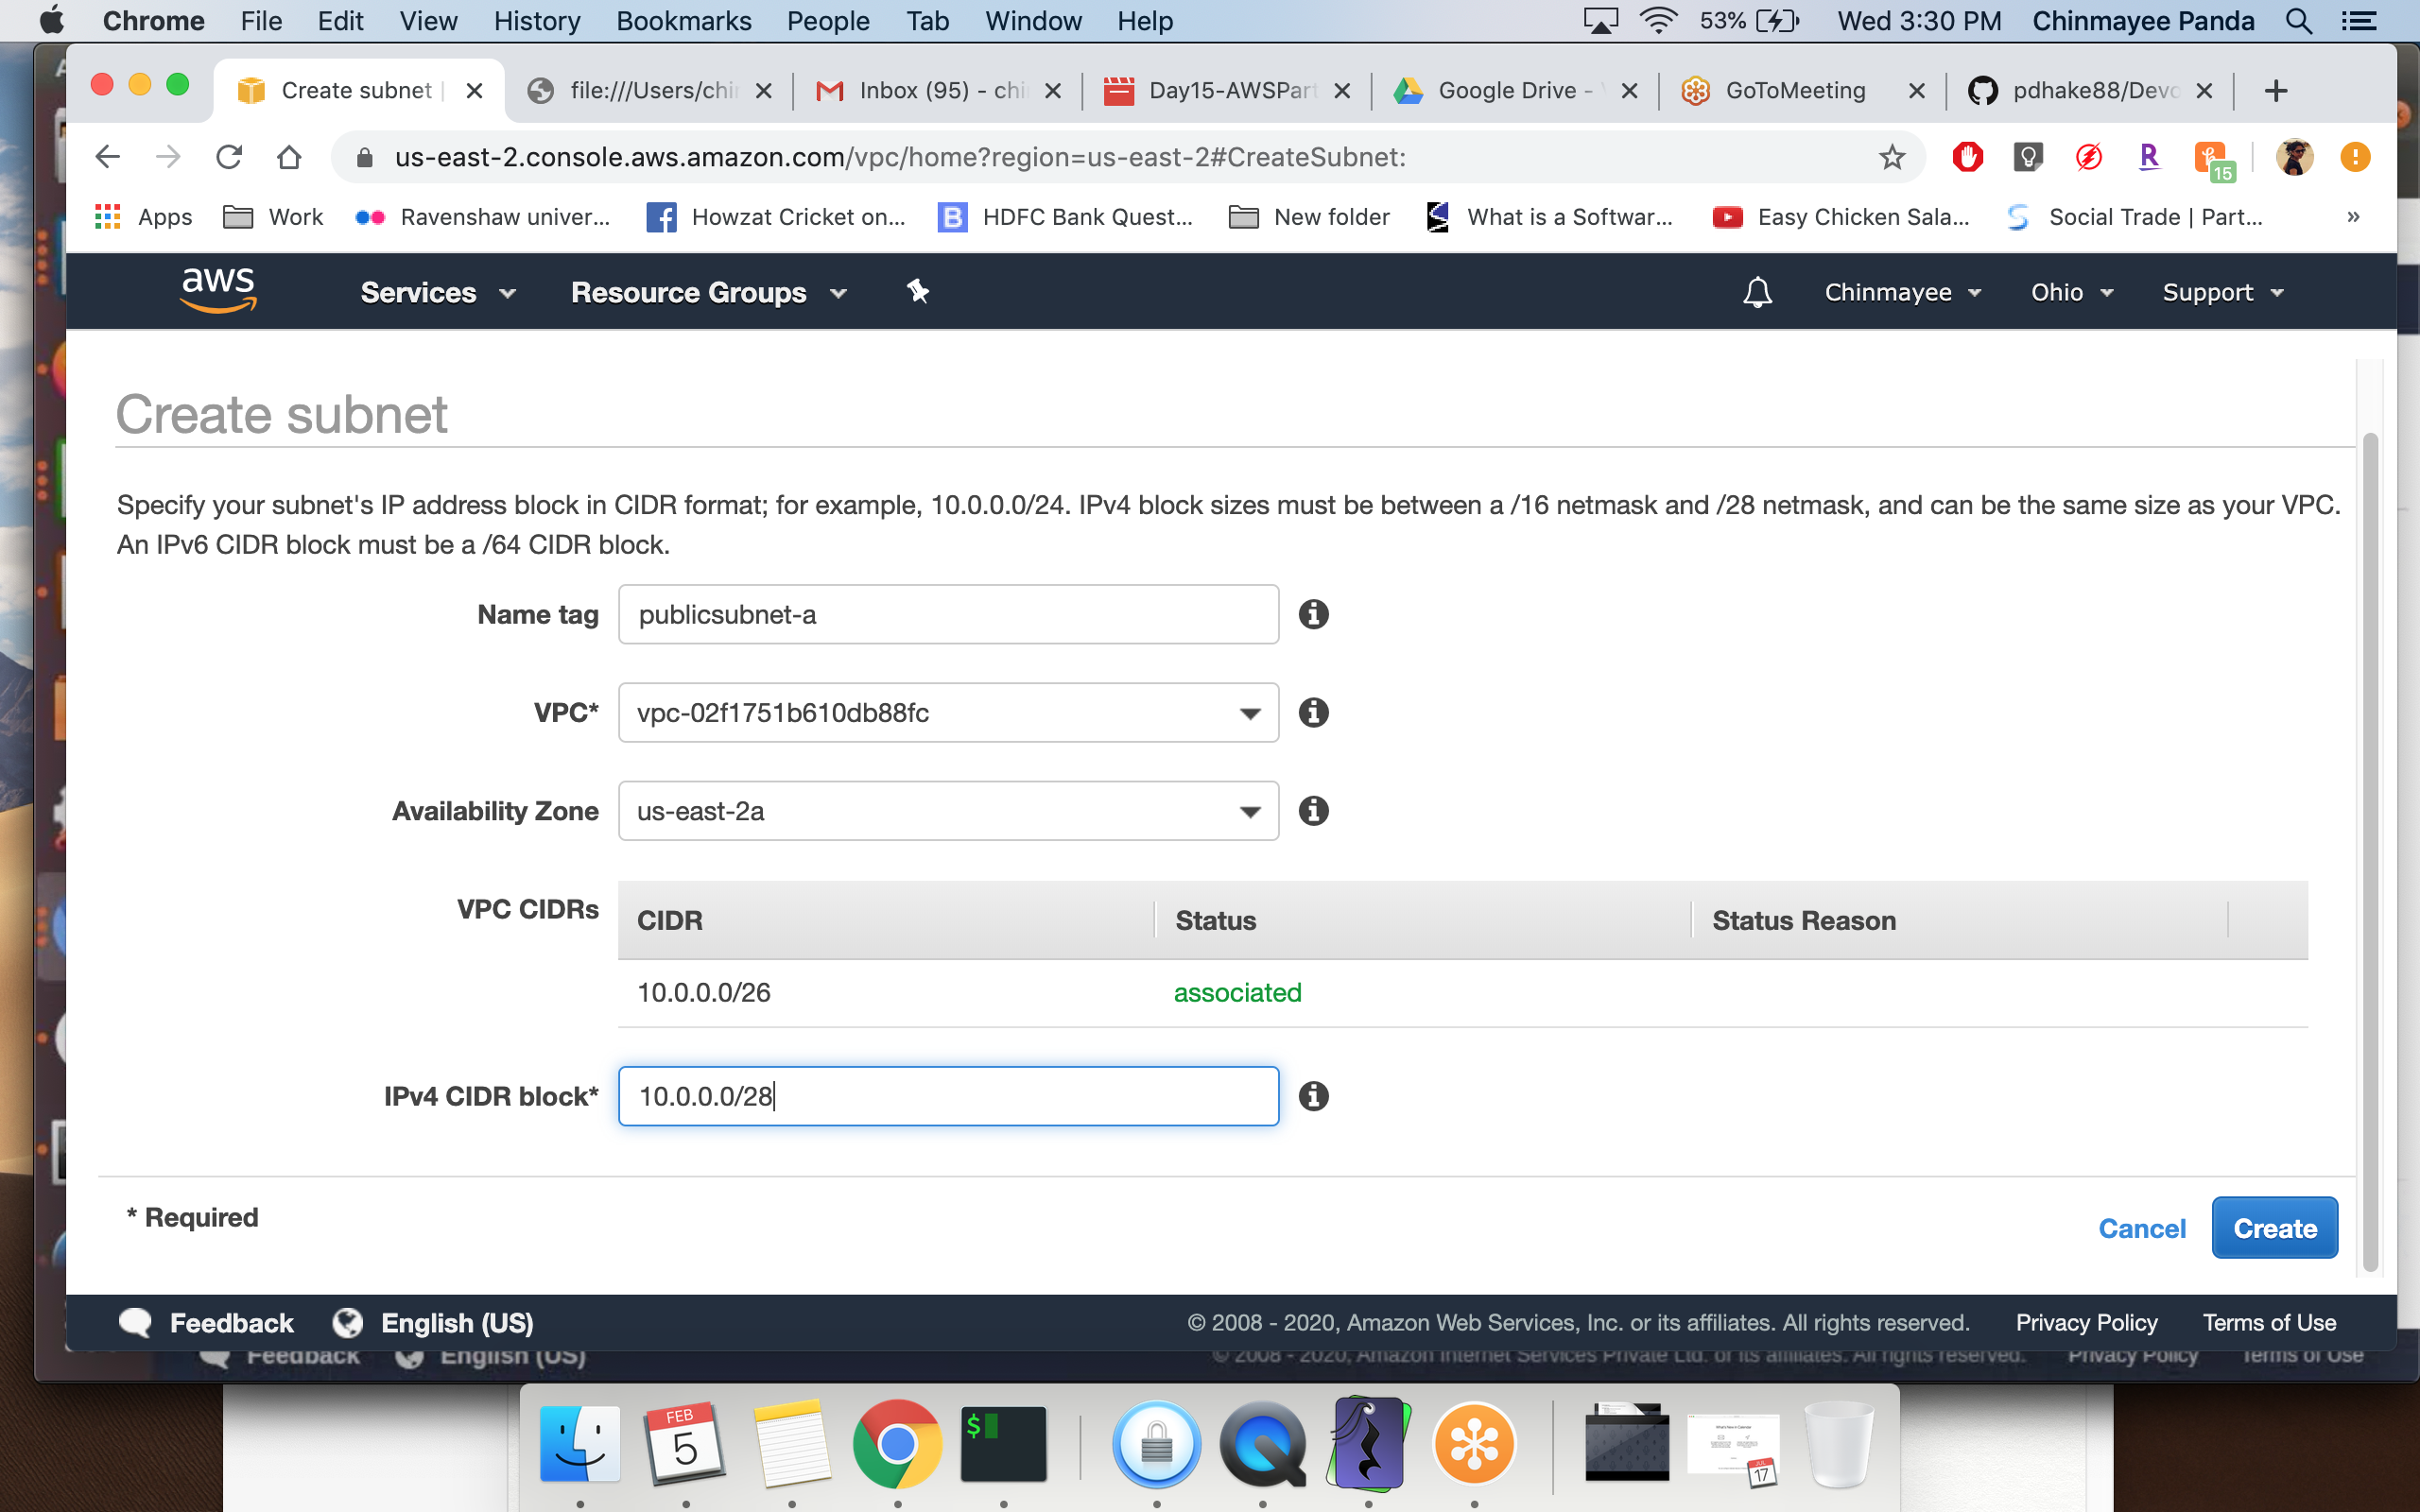 Chrome File Edit View History Bookmarks People Tab Window Help 53% Wed 3:30 PM Chinmayee Panda
Create subnet | file:///Users/chi Inbox (95) - chi Day15-AWSPart Google Drive - GoToMeeting pdhake88/Devo
us-east-2.console.aws.amazon.com/vpc/home?region=us-east-2#CreateSubnet: R 15
Apps Work Ravenshaw univer... Howzat Cricket on... HDFC Bank Quest... New folder What is a Softwar... Easy Chicken Sala... Social Trade | Part... »
aws Services Resource Groups Chinmayee Ohio Support
Create subnet
Specify your subnet's IP address block in CIDR format; for example, 10.0.0.0/24. IPv4 block sizes must be between a /16 netmask and /28 netmask, and can be the same size as your VPC.
An IPv6 CIDR block must be a /64 CIDR block.
Name tag publicsubnet-a
VPC* vpc-02f1751b610db88fc
Availability Zone us-east-2a
VPC CIDRs CIDR Status Status Reason
10.0.0.0/26 associated
IPv4 CIDR block* 10.0.0.0/28
* Required Cancel Create
Feedback English (US) © 2008 - 2020, Amazon Web Services, Inc. or its affiliates. All rights reserved. Privacy Policy Terms of Use
Feedback English (US) © 2008 - 2020, Amazon Internet Services Private Ltd. or its affiliates. All rights reserved. Privacy Policy Terms of Use
FEB
5
$
17